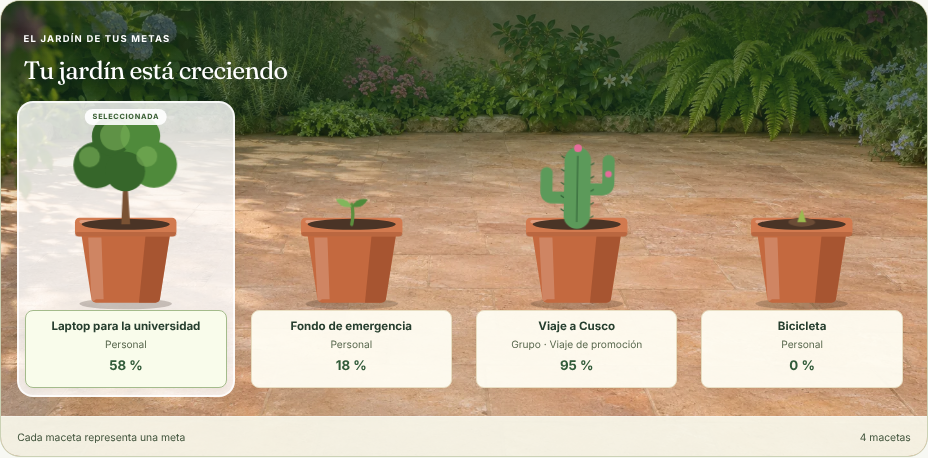 EL JARDÍN DE TUS METAS
Tu jardín está creciendo
SELECCIONADA
Laptop para la universidad
Personal
58 %
Fondo de emergencia
Personal
18 %
Viaje a Cusco
Grupo · Viaje de promoción
95 %
Bicicleta
Personal
0 %
Cada maceta representa una meta
4 macetas